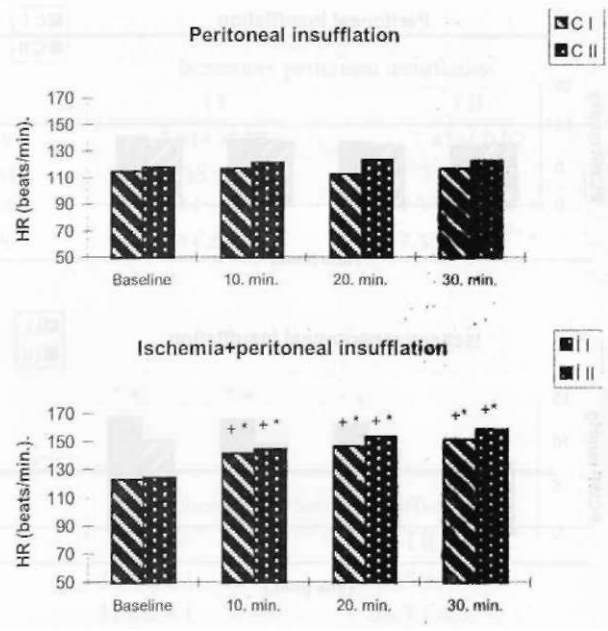 Peritoneal insufflation
C I
C II
HR (beats/min).
170
150
130
110
90
70
50
Baseline
10. min.
20. min.
30. min.
Ischemia+peritoneal insufflation
İ I
İ II
HR (beats/min.).
170
150
130
110
90
70
50
+ * + *
+ * + *
+* +*
Baseline
10. min.
20. min.
30. min.